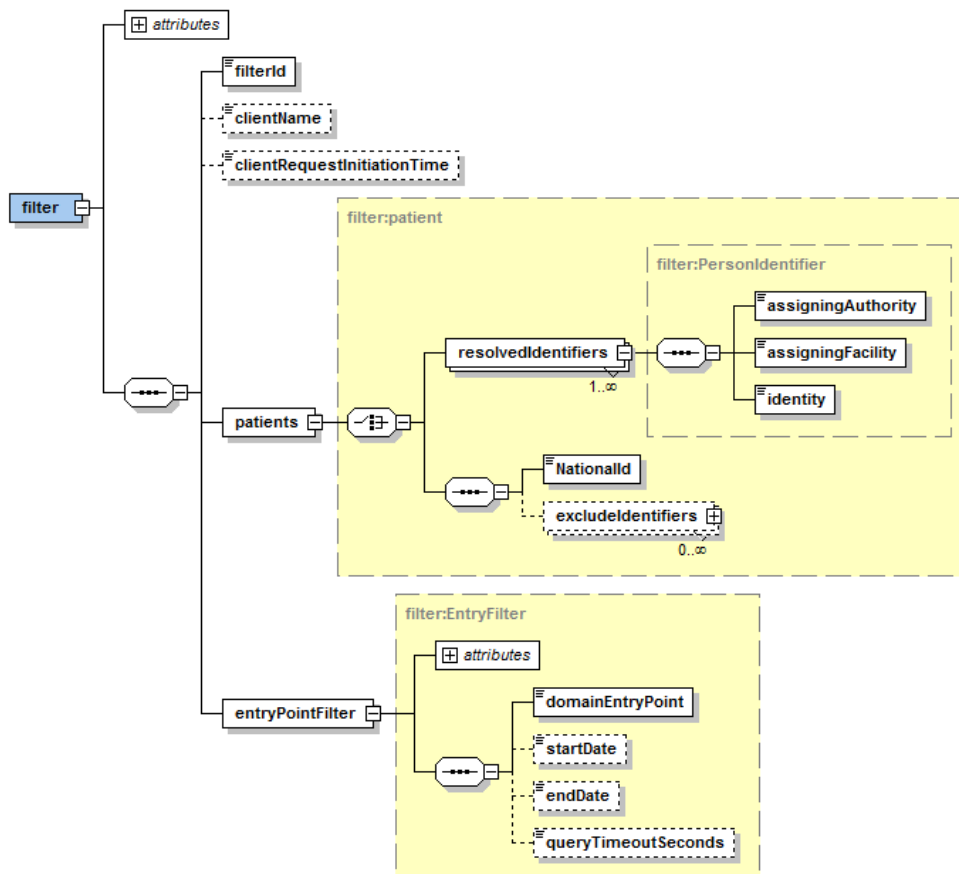 attributes
filterId
clientName
clientRequestInitiationTime
filter
filter:patient
filter:PersonIdentifier
assigningAuthority
resolvedIdentifiers
assigningFacility
1..∞
identity
patients
NationalId
excludeIdentifiers
0..∞
filter:EntryFilter
attributes
domainEntryPoint
entryPointFilter
startDate
endDate
queryTimeoutSeconds